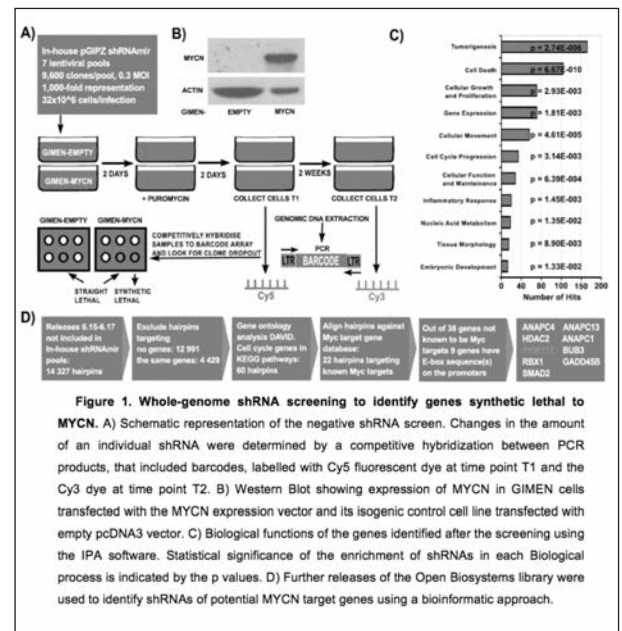 A)
In-house pGIPZ shRNAmir
7 lentiviral pools
9,600 clones/pool, 0.3 MOI
1,000-fold representation
32x10^6 cells/infection
B)
MYCN
ACTIN
GIMEN- EMPTY MYCN
GIMEN-EMPTY
GIMEN-MYCN
2 DAYS
+ PUROMYCIN
2 DAYS
COLLECT CELLS T1
2 WEEKS
COLLECT CELLS T2
GIMEN-EMPTY GIMEN-MYCN
STRAIGHT LETHAL
SYNTHETIC LETHAL
COMPETITIVELY HYBRIDISE
SAMPLES TO BARCODE ARRAY
AND LOOK FOR CLONE DROPOUT
GENOMIC DNA EXTRACTION
PCR
LTR BARCODE LTR
Cy5
Cy3
C)
Tumorigenesis p = 2.74E-006
Cell Death p = 6.67E-010
Cellular Growth
and Proliferation p = 2.93E-003
Gene Expression p = 1.81E-003
Cellular Movement p = 4.61E-005
Cell Cycle Progression p = 3.14E-003
Cellular Function
and Mainteinance p = 6.39E-004
Inflammatory Response p = 1.45E-003
Nucleic Acid Metabolism p = 1.35E-002
Tissue Morphology p = 8.90E-003
Embryonic Development p = 1.33E-002
0 40 80 120 160 200
Number of Hits
D)
Releases 6.15-6.17
not included in
In-house shRNAmir
pools:
14 327 hairpins
Exclude hairpins
targeting
no genes: 12 991
the same genes: 4 429
Gene ontology
analysis DAVID.
Cell cycle genes in
KEGG pathways:
60 hairpins
Align hairpins against
Myc target gene
database:
22 hairpins targeting
known Myc targets
Out of 38 genes not
known to be Myc
targets 9 genes have
E-box sequence(s)
on the promoters
ANAPC4 ANAPC13
HDAC2 ANAPC1
BUB3
RBX1 GADD45B
SMAD2
Figure 1. Whole-genome shRNA screening to identify genes synthetic lethal to
MYCN. A) Schematic representation of the negative shRNA screen. Changes in the amount
of an individual shRNA were determined by a competitive hybridization between PCR
products, that included barcodes, labelled with Cy5 fluorescent dye at time point T1 and the
Cy3 dye at time point T2. B) Western Blot showing expression of MYCN in GIMEN cells
transfected with the MYCN expression vector and its isogenic control cell line transfected with
empty pcDNA3 vector. C) Biological functions of the genes identified after the screening using
the IPA software. Statistical significance of the enrichment of shRNAs in each Biological
process is indicated by the p values. D) Further releases of the Open Biosystems library were
used to identify shRNAs of potential MYCN target genes using a bioinformatic approach.